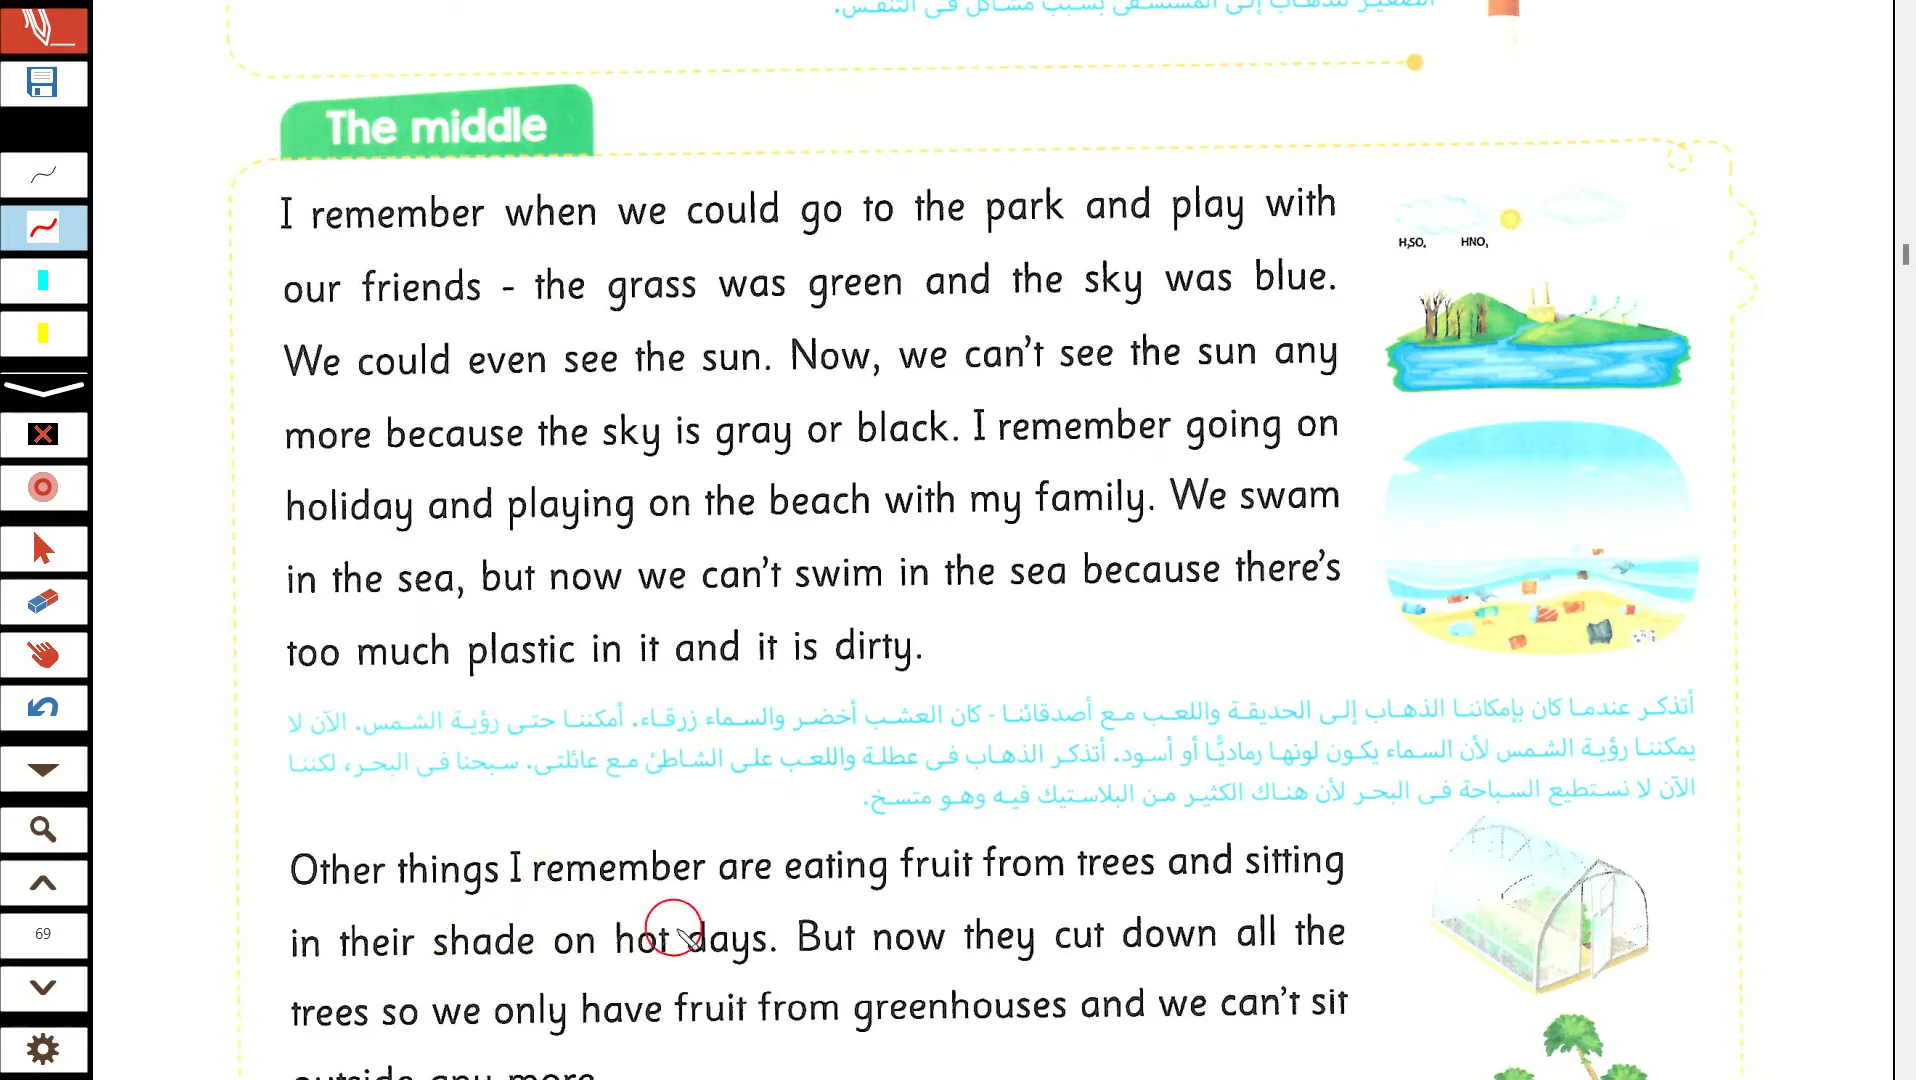 الصغير للذهاب إلى المستشفى بسبب مشاكل فى التنفس.
The middle
I remember when we could go to the park and play with
our friends - the grass was green and the sky was blue.
We could even see the sun. Now, we can't see the sun any
more because the sky is gray or black. I remember going on
holiday and playing on the beach with my family. We swam
in the sea, but now we can't swim in the sea because there's
too much plastic in it and it is dirty.
H₂SO₄ HNO₃
أتذكر عندما كان بإمكاننا الذهاب إلى الحديقة واللعب مع أصدقائنا - كان العشب أخضر والسماء زرقاء. أمكننا حتى رؤية الشمس. الآن لا
يمكننا رؤية الشمس لأن السماء يكون لونها رماديًّا أو أسود. أتذكر الذهاب فى عطلة واللعب على الشاطئ مع عائلتى. سبحنا فى البحر، لكننا
الآن لا نستطيع السباحة فى البحر لأن هناك الكثير من البلاستيك فيه وهو متسخ.
Other things I remember are eating fruit from trees and sitting
in their shade on hot days. But now they cut down all the
trees so we only have fruit from greenhouses and we can't sit
outside any more.
69